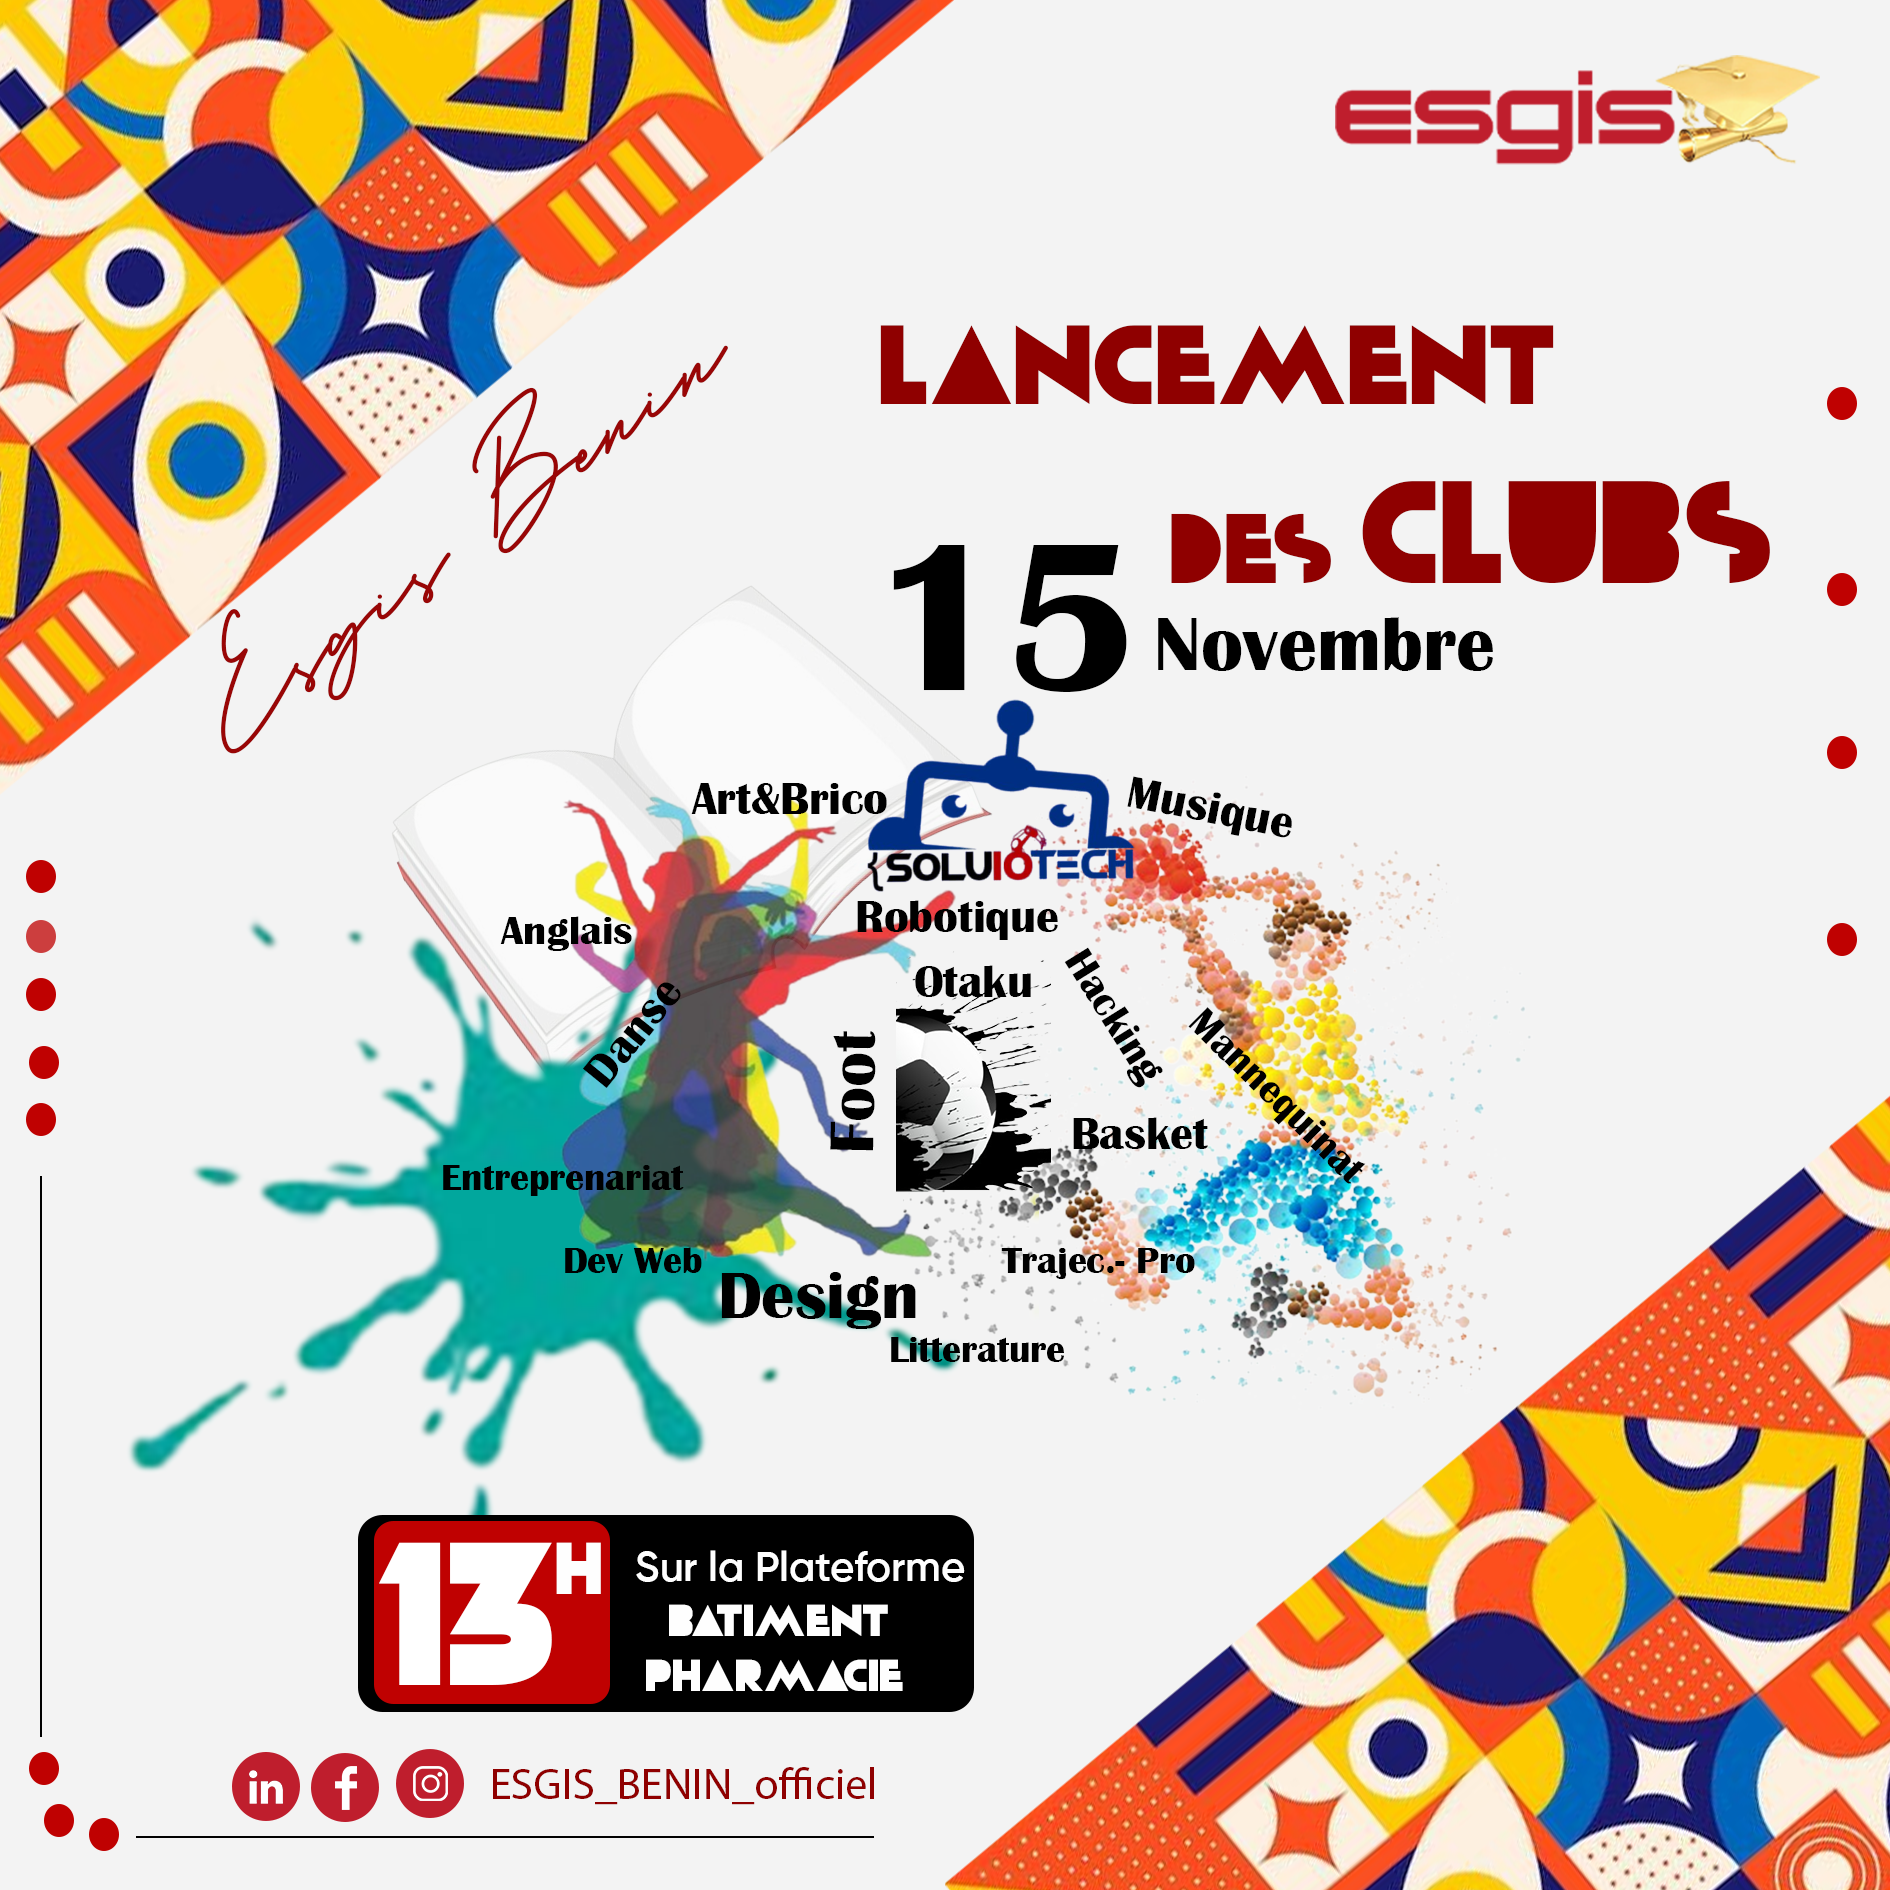 esgis
Esgis Benin
LANCEMENT
DES CLUBS
15 Novembre
Art&Brico
Musique
{SOLUIOTECH
Robotique
Anglais
Otaku
Hacking
Danse
Mannequinat
Foot
Basket
Entreprenariat
Dev Web
Trajec.- Pro
Design
Litterature
13H
Sur la Plateforme
BATIMENT
PHARMACIE
in f ESGIS_BENIN_officiel